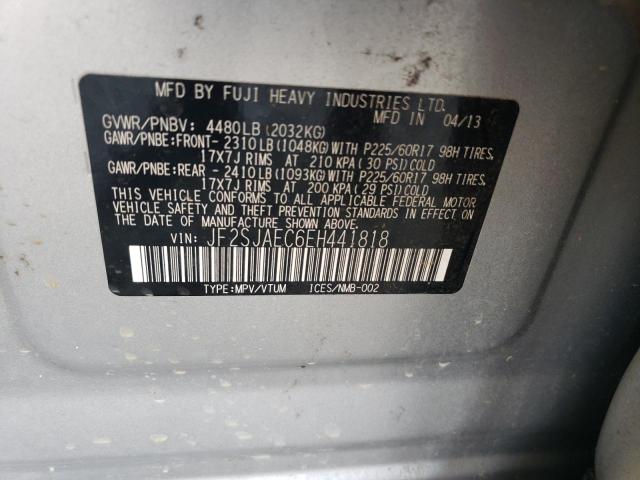 MFD BY FUJI HEAVY INDUSTRIES LTD.
MFD IN 04/13
GVWR/PNBV: 4480LB(2032KG)
GAWR/PNBE:FRONT-2310LB(1048KG)WITH P225/60R17 98H TIRES,
17X7J RIMS AT 210 KPA(30 PSI)COLD
GAWR/PNBE:REAR -2410LB(1093KG)WITH P225/60R17 98H TIRES,
17X7J RIMS AT 200 KPA(29 PSI)COLD
THIS VEHICLE CONFORMS TO ALL APPLICABLE FEDERAL MOTOR
VEHICLE SAFETY AND THEFT PREVENTION STANDARDS IN EFFECT ON
THE DATE OF MANUFACTURE SHOWN ABOVE.
VIN: JF2SJAEC6EH441818
TYPE:MPV/VTUM ICES/NMB-002